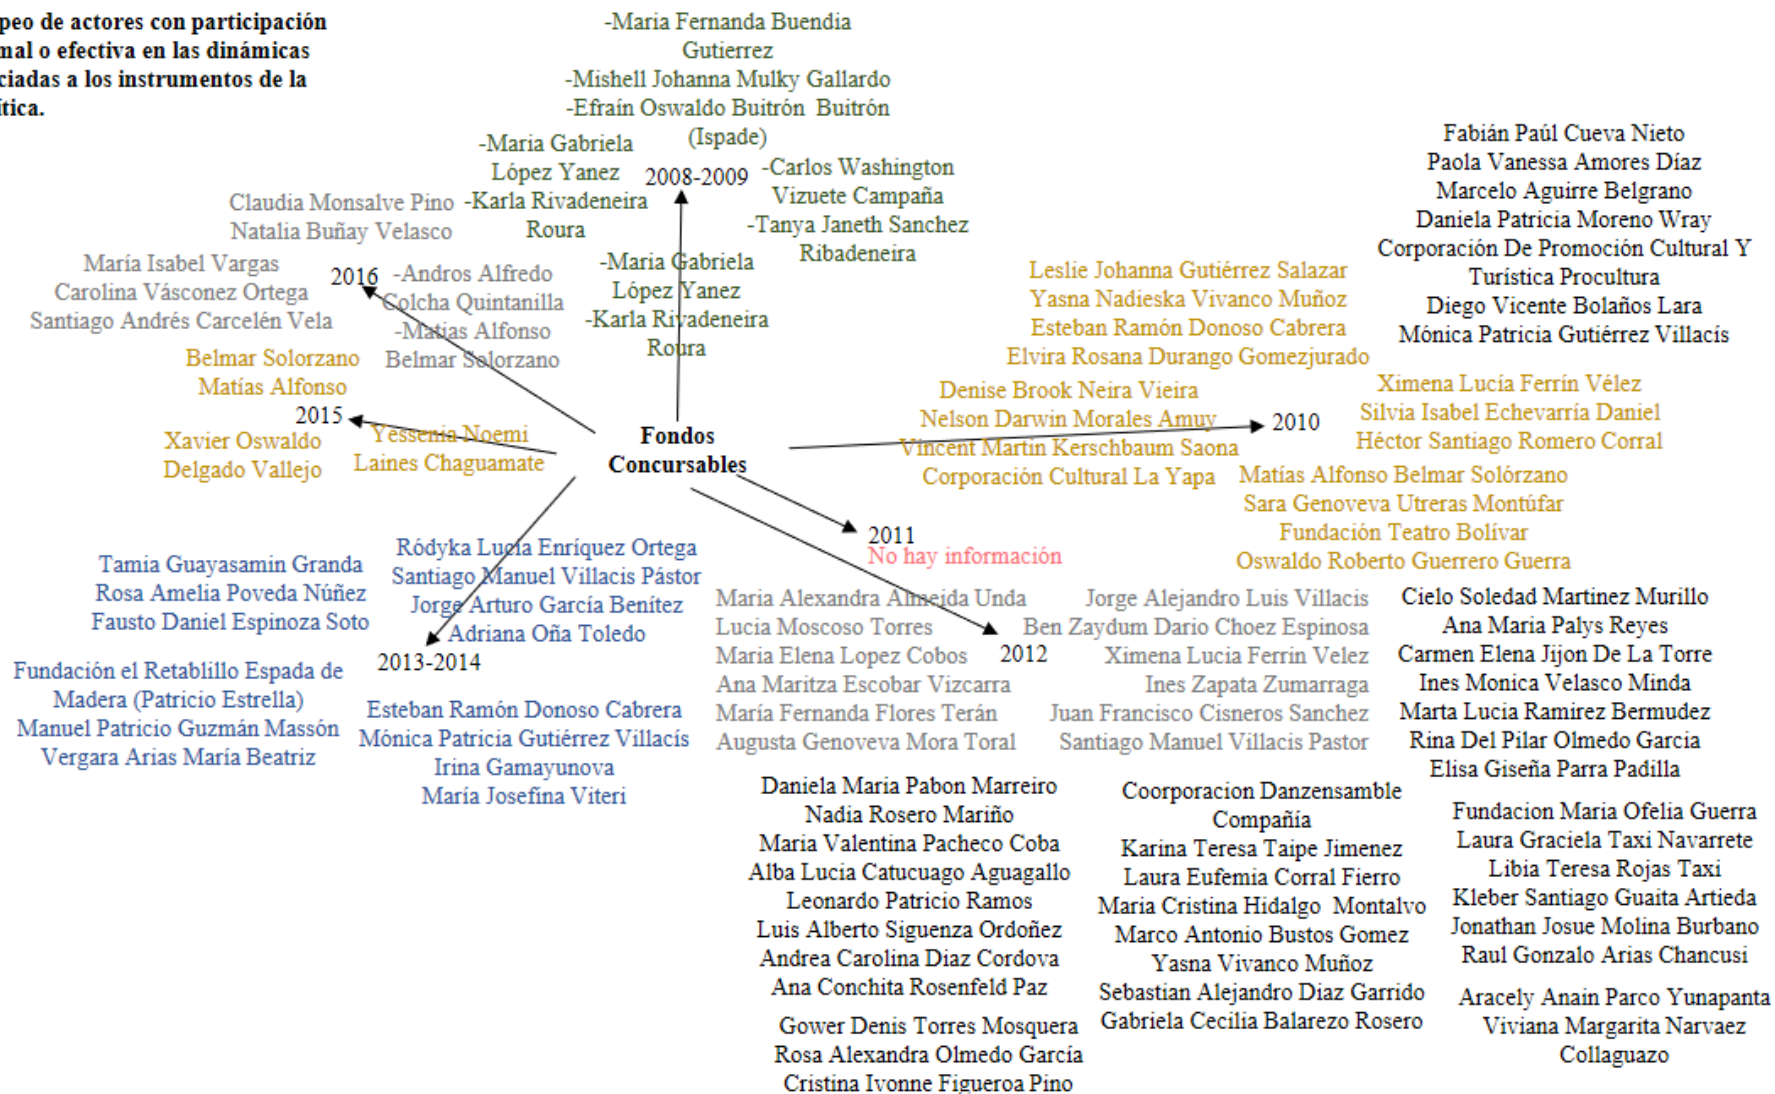 peo de actores con participación
mal o efectiva en las dinámicas
ciadas a los instrumentos de la
ítica.
-Maria Fernanda Buendia
Gutierrez
-Mishell Johanna Mulky Gallardo
-Efraín Oswaldo Buitrón Buitrón
(Ispade)
-Maria Gabriela
López Yanez
-Karla Rivadeneira
Roura
2008-2009
-Carlos Washington
Vizuete Campaña
-Tanya Janeth Sanchez
Ribadeneira
-Maria Gabriela
López Yanez
-Karla Rivadeneira
Roura
Claudia Monsalve Pino
Natalia Buñay Velasco
María Isabel Vargas
Carolina Vásconez Ortega
Santiago Andrés Carcelén Vela
2016
-Andros Alfredo
Colcha Quintanilla
-Matias Alfonso
Belmar Solorzano
Belmar Solorzano
Matías Alfonso
2015
Xavier Oswaldo
Delgado Vallejo
Yessenia Noemi
Laines Chaguamate
Fondos
Concursables
Fabián Paúl Cueva Nieto
Paola Vanessa Amores Díaz
Marcelo Aguirre Belgrano
Daniela Patricia Moreno Wray
Corporación De Promoción Cultural Y
Turística Procultura
Diego Vicente Bolaños Lara
Mónica Patricia Gutiérrez Villacís
Leslie Johanna Gutiérrez Salazar
Yasna Nadieska Vivanco Muñoz
Esteban Ramón Donoso Cabrera
Elvira Rosana Durango Gomezjurado
Denise Brook Neira Vieira
Nelson Darwin Morales Amuy
Vincent Martin Kerschbaum Saona
Corporación Cultural La Yapa
2010
Ximena Lucía Ferrín Vélez
Silvia Isabel Echevarría Daniel
Héctor Santiago Romero Corral
Matías Alfonso Belmar Solórzano
Sara Genoveva Utreras Montúfar
Fundación Teatro Bolívar
Oswaldo Roberto Guerrero Guerra
2011
No hay información
Tamia Guayasamin Granda
Rosa Amelia Poveda Núñez
Fausto Daniel Espinoza Soto
Ródyka Lucía Enríquez Ortega
Santiago Manuel Villacis Pástor
Jorge Arturo García Benítez
Adriana Oña Toledo
2013-2014
Fundación el Retablillo Espada de
Madera (Patricio Estrella)
Manuel Patricio Guzmán Massón
Vergara Arias María Beatriz
Esteban Ramón Donoso Cabrera
Mónica Patricia Gutiérrez Villacís
Irina Gamayunova
María Josefina Viteri
Maria Alexandra Almeida Unda
Lucia Moscoso Torres
Maria Elena Lopez Cobos
Ana Maritza Escobar Vizcarra
María Fernanda Flores Terán
Augusta Genoveva Mora Toral
2012
Jorge Alejandro Luis Villacis
Ben Zaydum Dario Choez Espinosa
Ximena Lucia Ferrin Velez
Ines Zapata Zumarraga
Juan Francisco Cisneros Sanchez
Santiago Manuel Villacis Pastor
Cielo Soledad Martinez Murillo
Ana Maria Palys Reyes
Carmen Elena Jijon De La Torre
Ines Monica Velasco Minda
Marta Lucia Ramirez Bermudez
Rina Del Pilar Olmedo Garcia
Elisa Giseña Parra Padilla
Daniela Maria Pabon Marreiro
Nadia Rosero Mariño
Maria Valentina Pacheco Coba
Alba Lucia Catucuago Aguagallo
Leonardo Patricio Ramos
Luis Alberto Siguenza Ordoñez
Andrea Carolina Diaz Cordova
Ana Conchita Rosenfeld Paz
Gower Denis Torres Mosquera
Rosa Alexandra Olmedo García
Cristina Ivonne Figueroa Pino
Coorporacion Danzensamble
Compañía
Karina Teresa Taipe Jimenez
Laura Eufemia Corral Fierro
Maria Cristina Hidalgo Montalvo
Marco Antonio Bustos Gomez
Yasna Vivanco Muñoz
Sebastian Alejandro Diaz Garrido
Gabriela Cecilia Balarezo Rosero
Fundacion Maria Ofelia Guerra
Laura Graciela Taxi Navarrete
Libia Teresa Rojas Taxi
Kleber Santiago Guaita Artieda
Jonathan Josue Molina Burbano
Raul Gonzalo Arias Chancusi
Aracely Anain Parco Yunapanta
Viviana Margarita Narvaez
Collaguazo